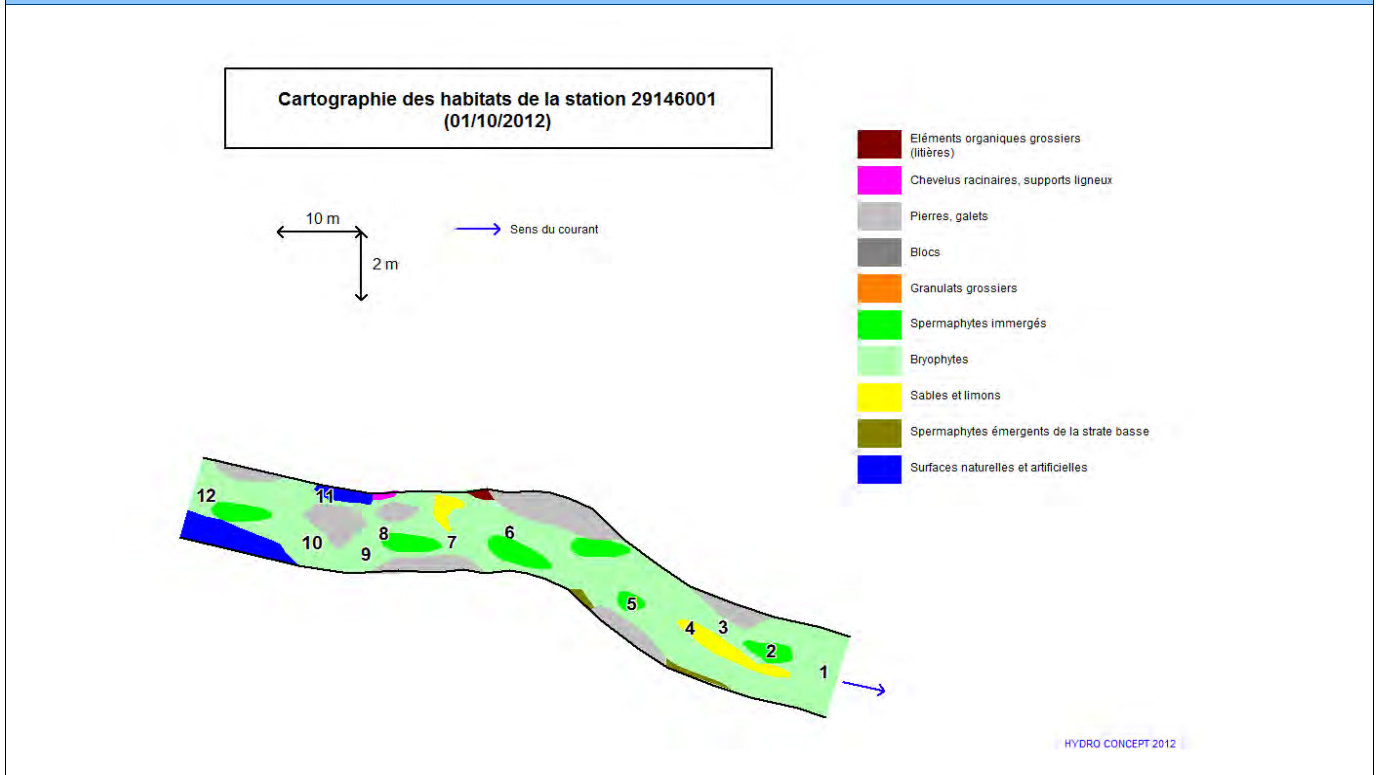 Cartographie des habitats de la station 29146001
(01/10/2012)
10 m
2 m
Sens du courant
Eléments organiques grossiers
(litières)
Chevelus racinaires, supports ligneux
Pierres, galets
Blocs
Granulats grossiers
Spermaphytes immergés
Bryophytes
Sables et limons
Spermaphytes émergents de la strate basse
Surfaces naturelles et artificielles
12
11
10
9
8
7
6
5
4
3
2
1
HYDRO CONCEPT 2012